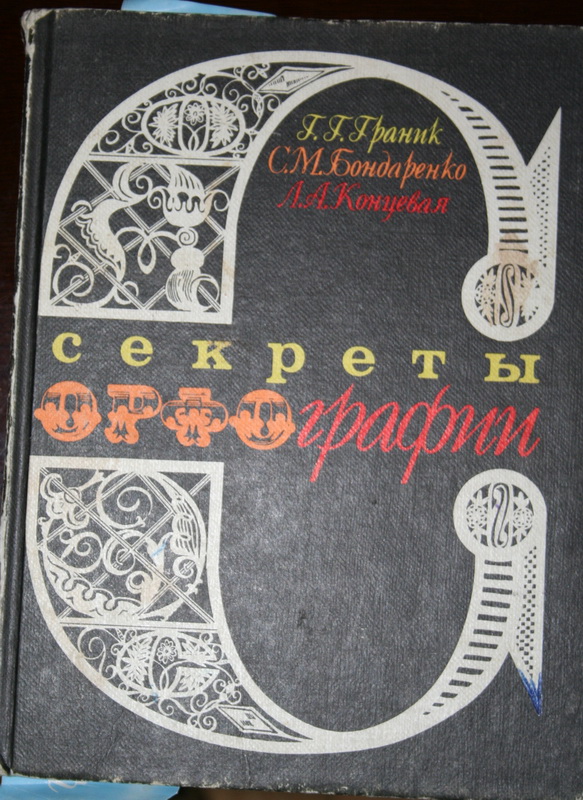 Г. Г. Граник
С. М. Бондаренко
Л. А. Концевая
секреты
ОРФОграфии